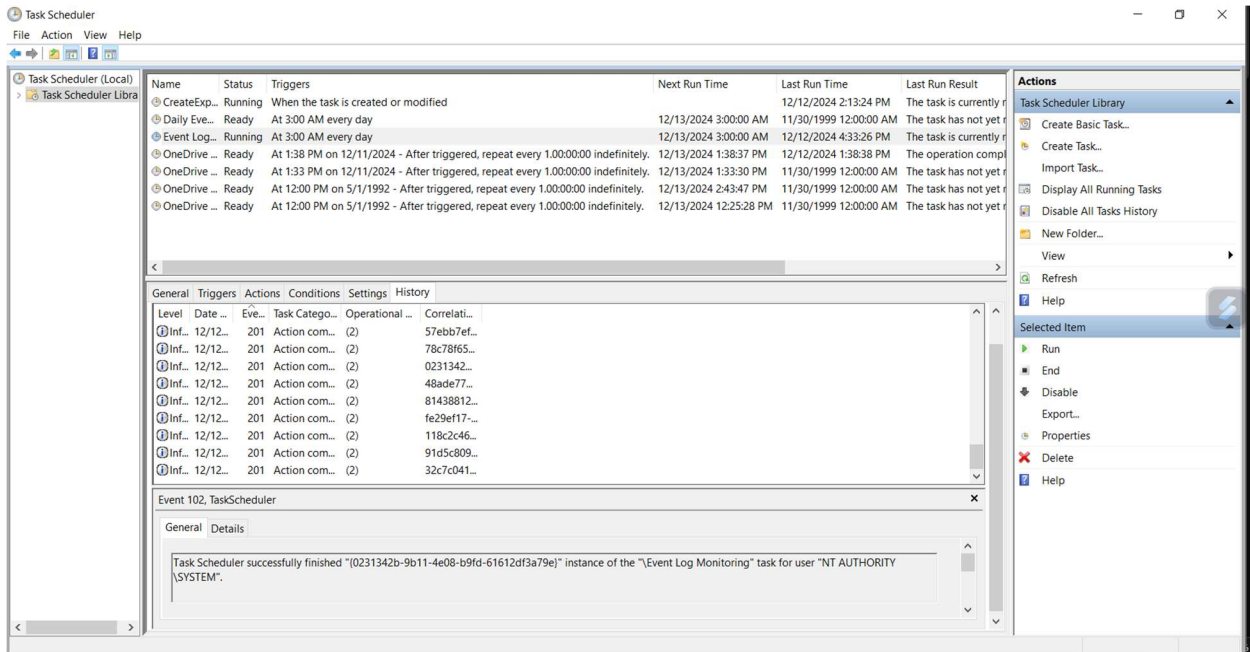 Task Scheduler
File Action View Help
Task Scheduler (Local)
Task Scheduler Libra
Name Status Triggers Next Run Time Last Run Time Last Run Result
CreateExp... Running When the task is created or modified 12/12/2024 2:13:24 PM The task is currently r
Daily Eve... Ready At 3:00 AM every day 12/13/2024 3:00:00 AM 11/30/1999 12:00:00 AM The task has not yet r
Event Log... Running At 3:00 AM every day 12/13/2024 3:00:00 AM 12/12/2024 4:33:26 PM The task is currently r
OneDrive ... Ready At 1:38 PM on 12/11/2024 - After triggered, repeat every 1.00:00:00 indefinitely. 12/13/2024 1:38:37 PM 12/12/2024 1:38:38 PM The operation compl
OneDrive ... Ready At 1:33 PM on 12/11/2024 - After triggered, repeat every 1.00:00:00 indefinitely. 12/13/2024 1:33:30 PM 11/30/1999 12:00:00 AM The task has not yet r
OneDrive ... Ready At 12:00 PM on 5/1/1992 - After triggered, repeat every 1.00:00:00 indefinitely. 12/13/2024 2:43:47 PM 11/30/1999 12:00:00 AM The task has not yet r
OneDrive ... Ready At 12:00 PM on 5/1/1992 - After triggered, repeat every 1.00:00:00 indefinitely. 12/13/2024 12:25:28 PM 11/30/1999 12:00:00 AM The task has not yet r
General Triggers Actions Conditions Settings History
Level Date ... Eve... Task Catego... Operational ... Correlati...
Inf... 12/12... 201 Action com... (2) 57ebb7ef...
Inf... 12/12... 201 Action com... (2) 78c78f65...
Inf... 12/12... 201 Action com... (2) 0231342...
Inf... 12/12... 201 Action com... (2) 48ade77...
Inf... 12/12... 201 Action com... (2) 81438812...
Inf... 12/12... 201 Action com... (2) fe29ef17-...
Inf... 12/12... 201 Action com... (2) 118c2c46...
Inf... 12/12... 201 Action com... (2) 91d5c809...
Inf... 12/12... 201 Action com... (2) 32c7c041...
Event 102, TaskScheduler
General Details
Task Scheduler successfully finished "{0231342b-9b11-4e08-b9fd-61612df3a79e}" instance of the "\Event Log Monitoring" task for user "NT AUTHORITY
\SYSTEM".
Actions
Task Scheduler Library
Create Basic Task...
Create Task...
Import Task...
Display All Running Tasks
Disable All Tasks History
New Folder...
View
Refresh
Help
Selected Item
Run
End
Disable
Export...
Properties
Delete
Help